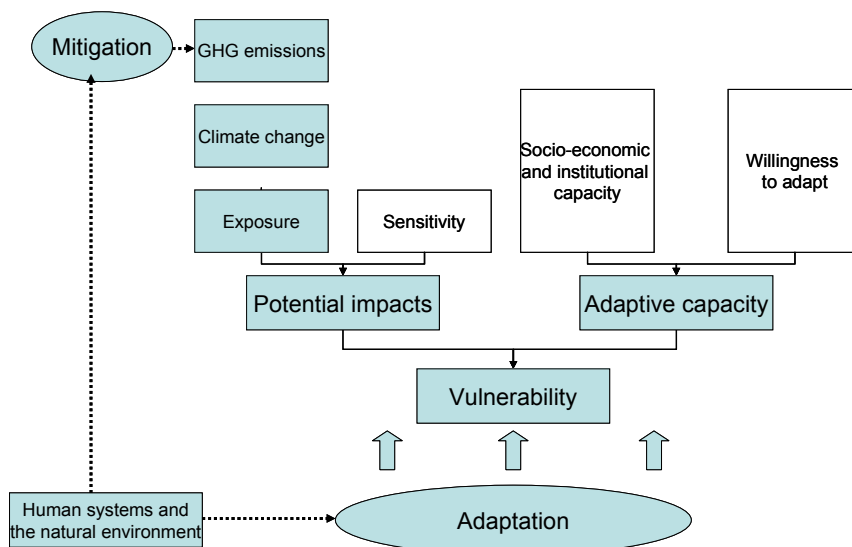 Mitigation
GHG emissions
Climate change
Exposure
Sensitivity
Socio-economic
and institutional
capacity
Willingness
to adapt
Potential impacts
Adaptive capacity
Vulnerability
Human systems and
the natural environment
Adaptation